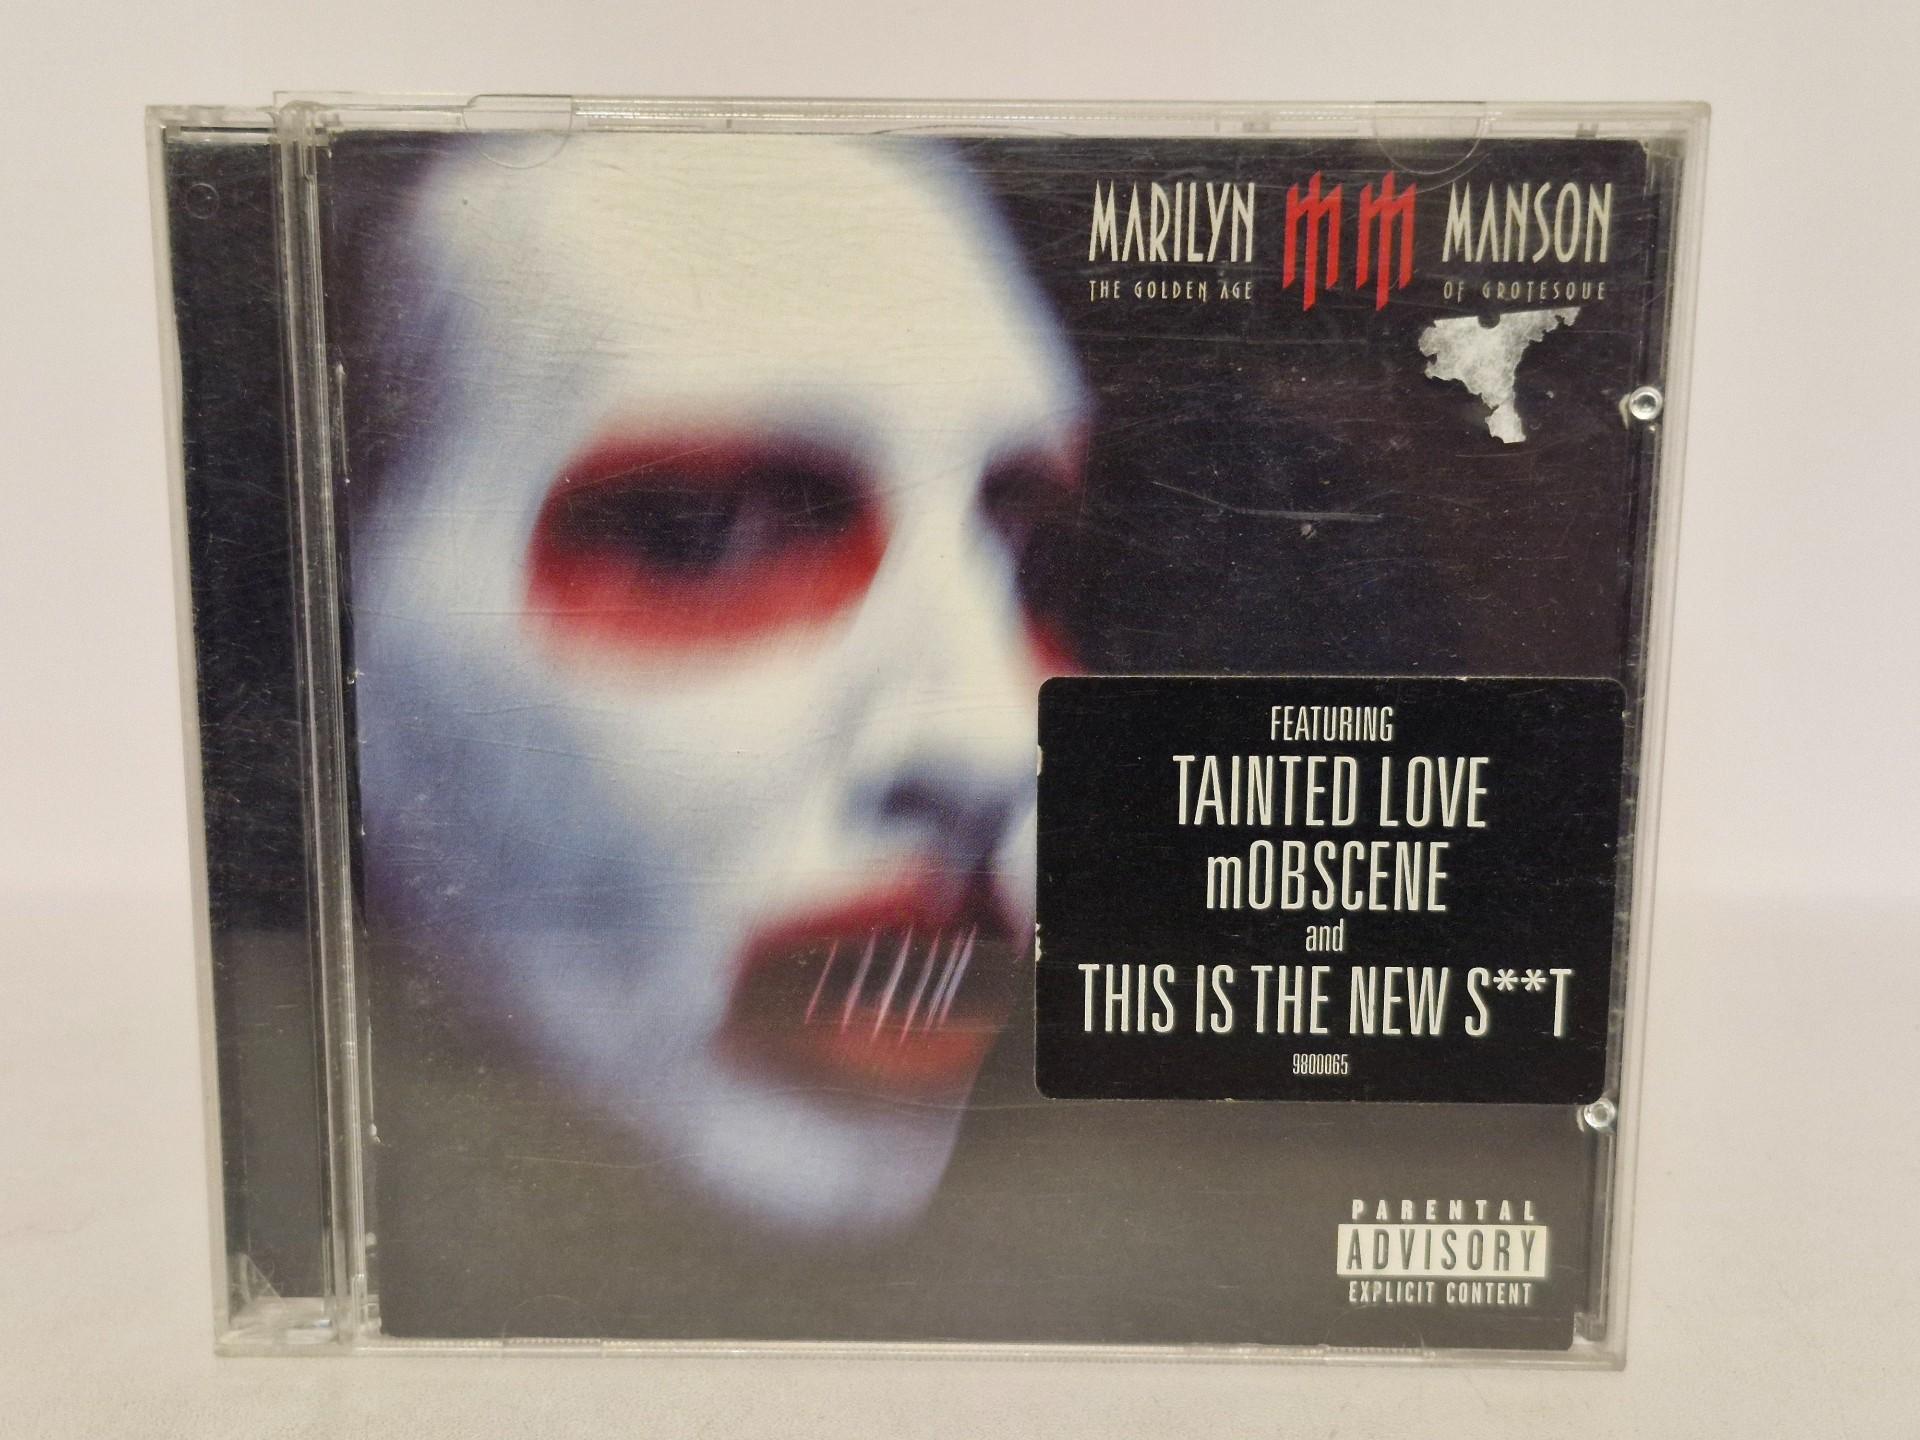 MARILYN MM MANSON
THE GOLDEN AGE OF GROTESQUE
FEATURING
TAINTED LOVE
mOBSCENE
and
THIS IS THE NEW S**T
9800065
PARENTAL
ADVISORY
EXPLICIT CONTENT